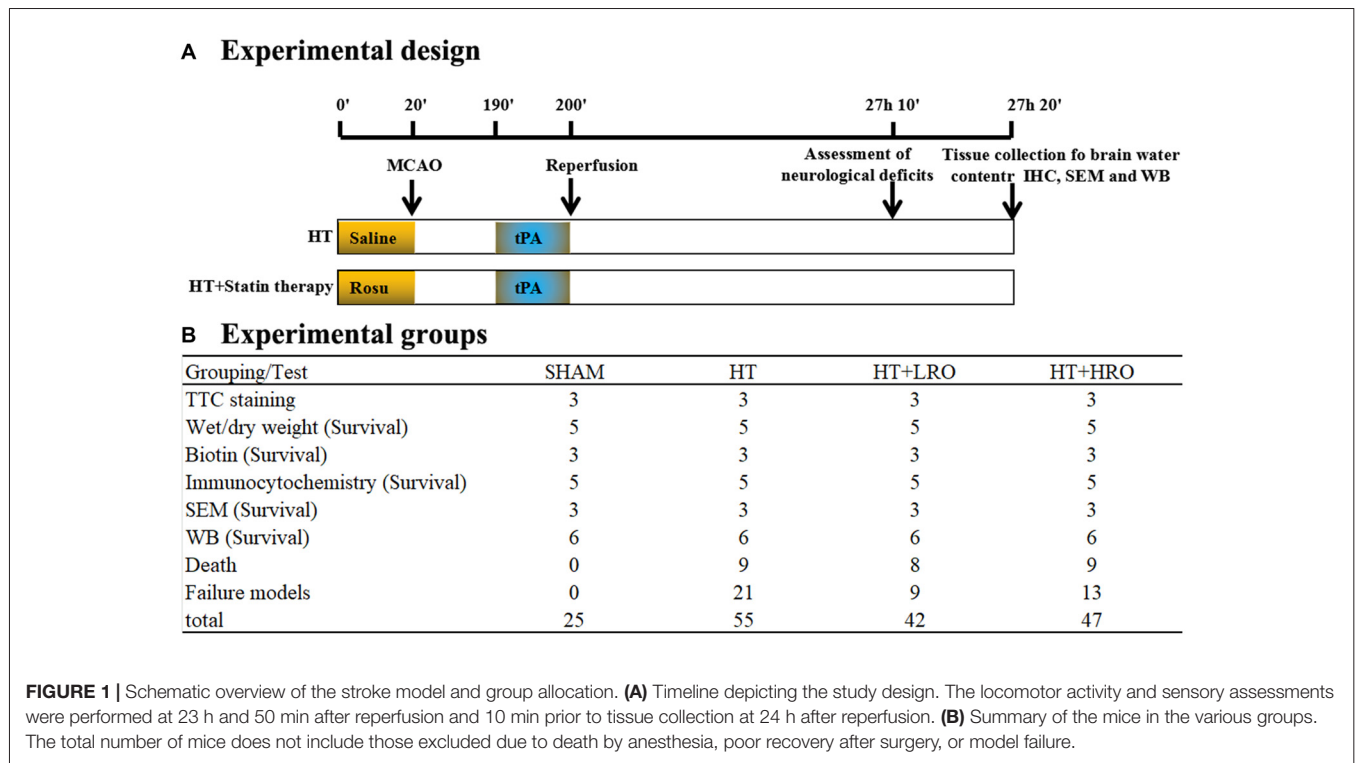 A Experimental design
0' 20' 190' 200' 27h 10' 27h 20'
MCAO Reperfusion Assessment of neurological deficits Tissue collection fo brain water contentr IHC, SEM and WB
HT Saline tPA
HT+Statin therapy Rosu tPA
B Experimental groups
Grouping/Test SHAM HT HT+LRO HT+HRO
TTC staining 3 3 3 3
Wet/dry weight (Survival) 5 5 5 5
Biotin (Survival) 3 3 3 3
Immunocytochemistry (Survival) 5 5 5 5
SEM (Survival) 3 3 3 3
WB (Survival) 6 6 6 6
Death 0 9 8 9
Failure models 0 21 9 13
total 25 55 42 47
FIGURE 1 | Schematic overview of the stroke model and group allocation. (A) Timeline depicting the study design. The locomotor activity and sensory assessments
were performed at 23 h and 50 min after reperfusion and 10 min prior to tissue collection at 24 h after reperfusion. (B) Summary of the mice in the various groups.
The total number of mice does not include those excluded due to death by anesthesia, poor recovery after surgery, or model failure.